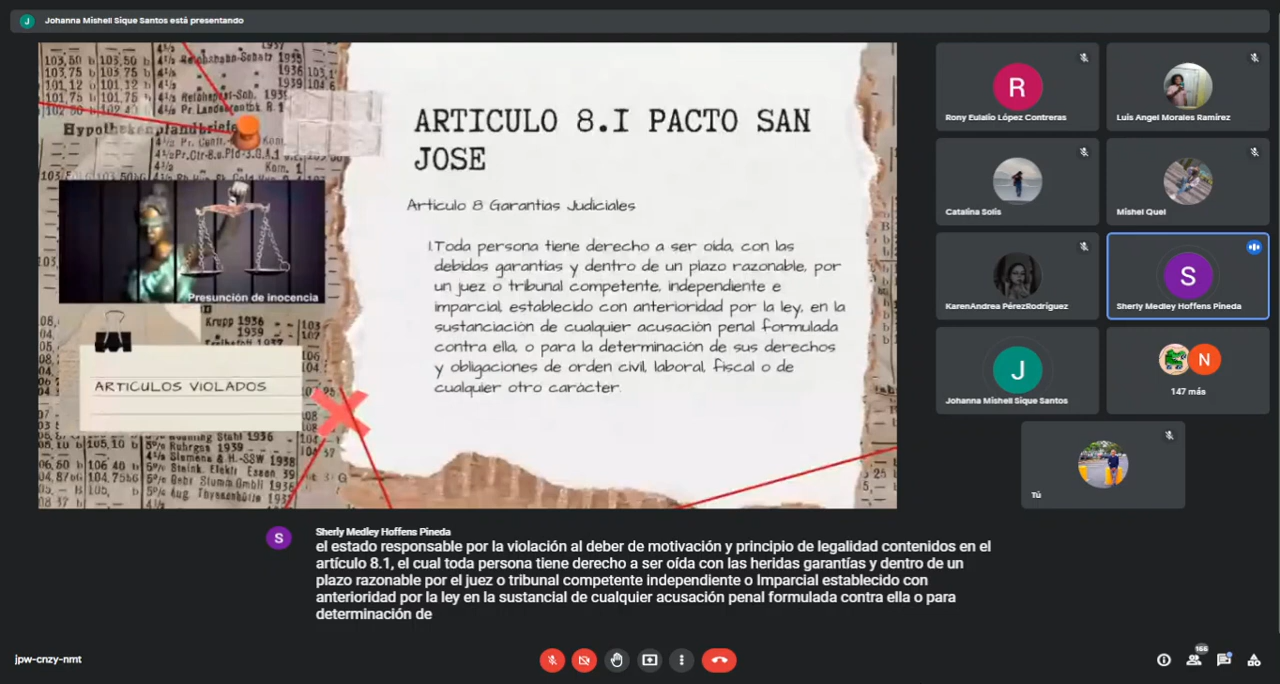 J Johanna Mishell Sique Santos está presentando
ARTICULO 8.I PACTO SAN
JOSE
Articulo 8 Garantias Judiciales
1.Toda persona tiene derecho a ser oida, con las
debidas garantias y dentro de un plazo razonable, por
un juez o tribunal competente, independiente e
imparcial, establecido con anterioridad por la ley, en la
sustanciación de cualquier acusación penal formulada
contra ella, o para la determinación de sus derechos
y obligaciones de orden civil, laboral, fiscal o de
cualquier otro carácter.
Hypothekenpfandbriefe
Presunción de inocencia
Krupp 1936
ARTICULOS VIOLADOS
R
Rony Eulalio López Contreras
Luis Angel Morales Ramírez
Catalina Solis
Mishel Quel
KarenAndrea PérezRodríguez
S
Sherly Medley Hoffens Pineda
J
Johanna Mishell Sique Santos
N
147 más
Tú
S
Sherly Medley Hoffens Pineda
el estado responsable por la violación al deber de motivación y principio de legalidad contenidos en el
artículo 8.1, el cual toda persona tiene derecho a ser oída con las heridas garantías y dentro de un
plazo razonable por el juez o tribunal competente independiente o Imparcial establecido con
anterioridad por la ley en la sustancial de cualquier acusación penal formulada contra ella o para
determinación de
jpw-cnzy-nmt
166